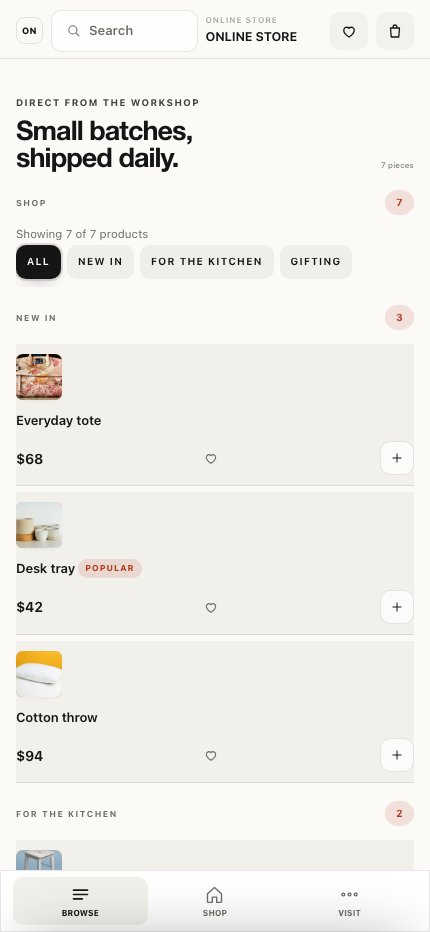 ON
Search
ONLINE STORE
ONLINE STORE
DIRECT FROM THE WORKSHOP
Small batches,
shipped daily.
7 pieces
SHOP
7
Showing 7 of 7 products
ALL
NEW IN
FOR THE KITCHEN
GIFTING
NEW IN
3
Everyday tote
$68
Desk tray
POPULAR
$42
Cotton throw
$94
FOR THE KITCHEN
2
BROWSE
SHOP
VISIT